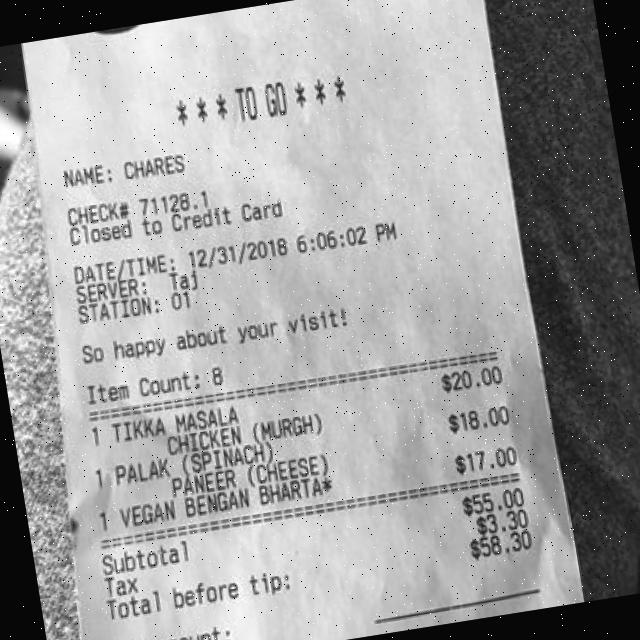 ***TO GO***
NAME: CHARES
CHECK# 71128.1
Closed to Credit Card
DATE/TIME: 12/31/2018 6:06:02 PM
SERVER: Taj
STATION: 01
So happy about your visit!
Item Count: 8
1 TIKKA MASALA $20.00
CHICKEN (MURGH)
1 PALAK (SPINACH) $18.00
PANEER (CHEESE)
1 VEGAN BENGAN BHARTA* $17.00
Subtotal $55.00
Tax $3.30
Total before tip: $58.30